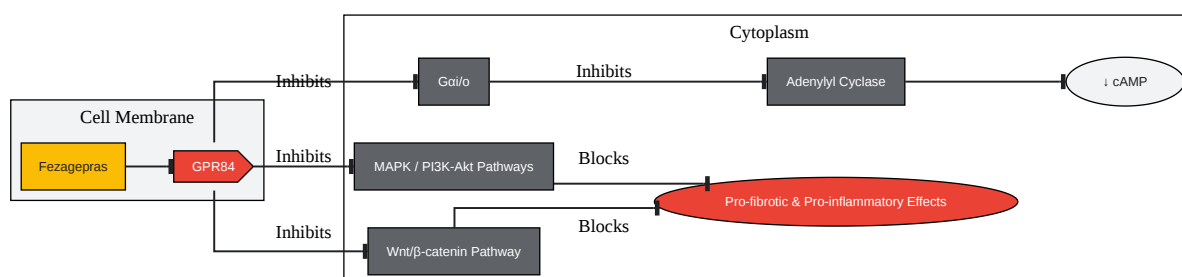 Cytoplasm
Inhibits
Gαi/o
Inhibits
Adenylyl Cyclase
↓ cAMP
Cell Membrane
Fezagepras
GPR84
Inhibits
MAPK / PI3K-Akt Pathways
Blocks
Pro-fibrotic & Pro-inflammatory Effects
Inhibits
Wnt/β-catenin Pathway
Blocks